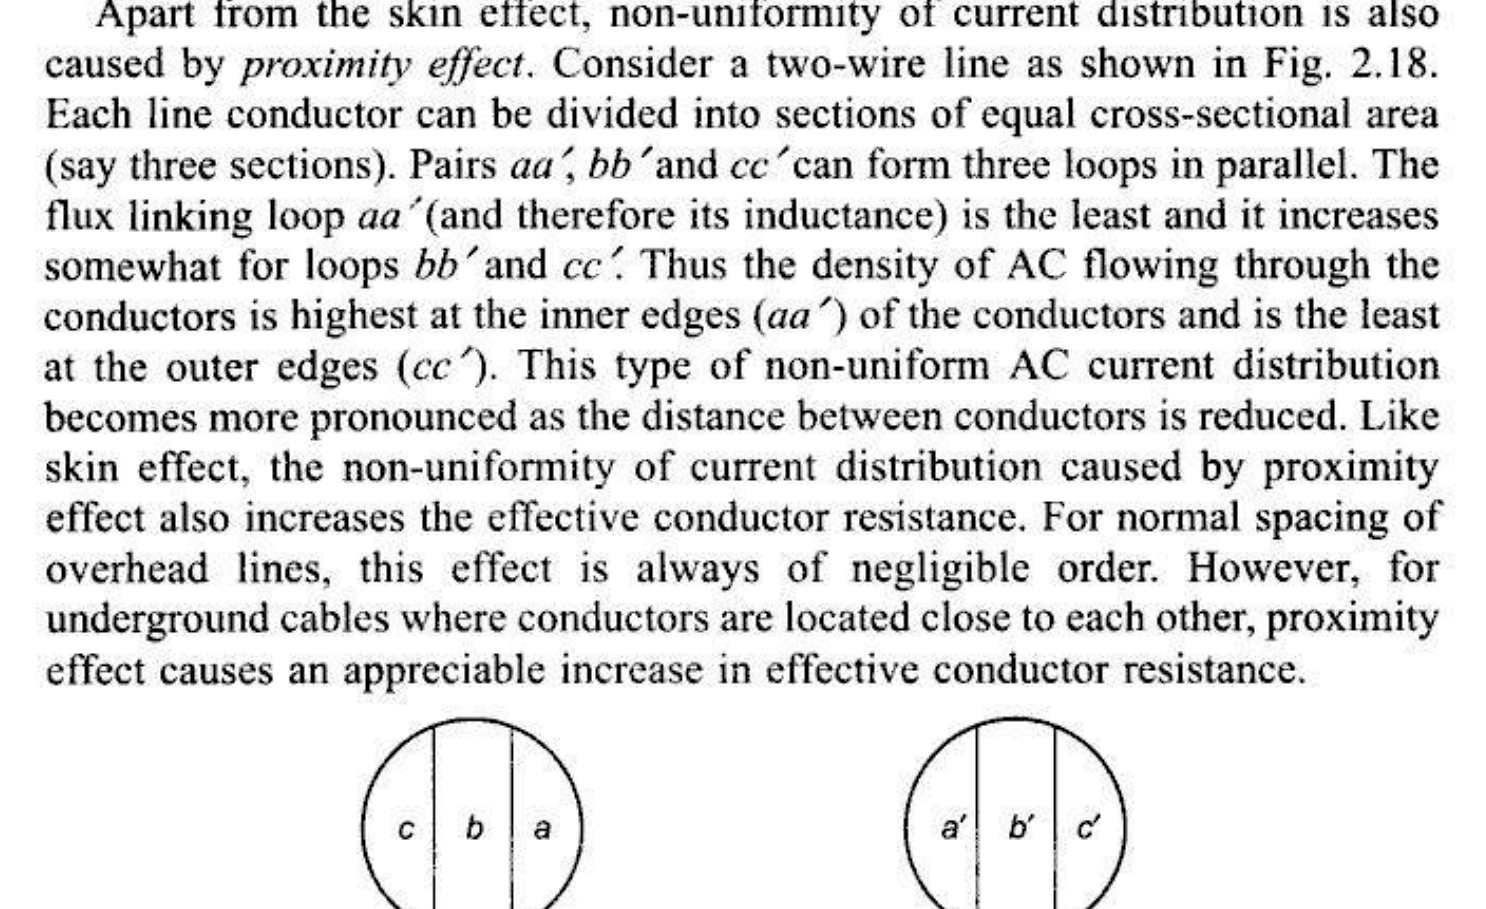 Apart from the skin effect, non-uniformity of current distribution is also
caused by proximity effect. Consider a two-wire line as shown in Fig. 2.18.
Each line conductor can be divided into sections of equal cross-sectional area
(say three sections). Pairs aa′, bb′ and cc′ can form three loops in parallel. The
flux linking loop aa′ (and therefore its inductance) is the least and it increases
somewhat for loops bb′ and cc′. Thus the density of AC flowing through the
conductors is highest at the inner edges (aa′) of the conductors and is the least
at the outer edges (cc′). This type of non-uniform AC current distribution
becomes more pronounced as the distance between conductors is reduced. Like
skin effect, the non-uniformity of current distribution caused by proximity
effect also increases the effective conductor resistance. For normal spacing of
overhead lines, this effect is always of negligible order. However, for
underground cables where conductors are located close to each other, proximity
effect causes an appreciable increase in effective conductor resistance.
c b a a′ b′ c′